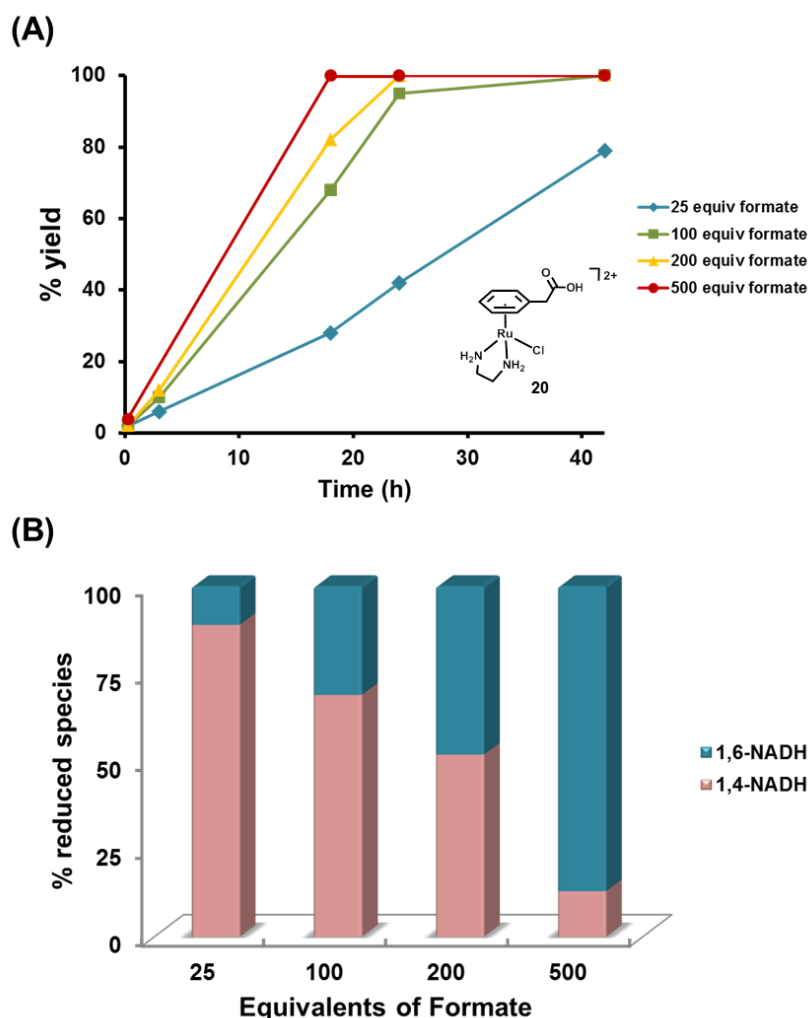 (A)
% yield
100
80
60
40
20
0
0 10 20 30 40
Time (h)
25 equiv formate
100 equiv formate
200 equiv formate
500 equiv formate
O
OH
2+
Ru
Cl
H₂N
NH₂
20
(B)
% reduced species
100
75
50
25
0
25 100 200 500
Equivalents of Formate
1,6-NADH
1,4-NADH